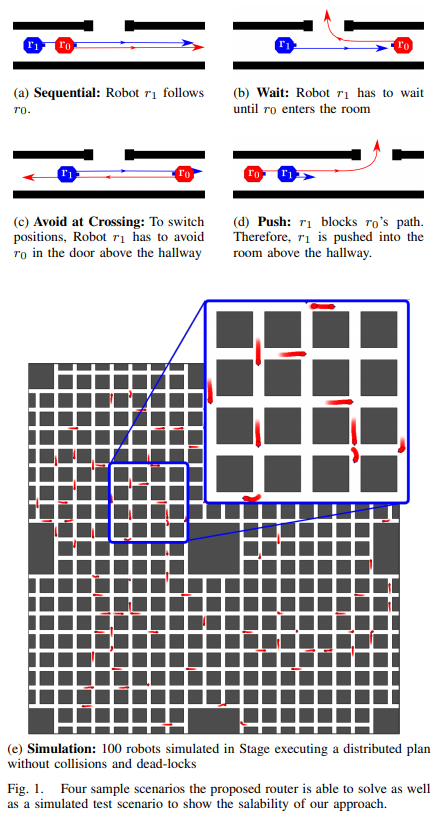 r1 r0 r1 r0
(a) Sequential: Robot r1 follows
r0.
(b) Wait: Robot r1 has to wait
until r0 enters the room
r1 r0 r0 r1
(c) Avoid at Crossing: To switch
positions, Robot r1 has to avoid
r0 in the door above the hallway
(d) Push: r1 blocks r0's path.
Therefore, r1 is pushed into the
room above the hallway.
(e) Simulation: 100 robots simulated in Stage executing a distributed plan
without collisions and dead-locks
Fig. 1. Four sample scenarios the proposed router is able to solve as well
as a simulated test scenario to show the salability of our approach.